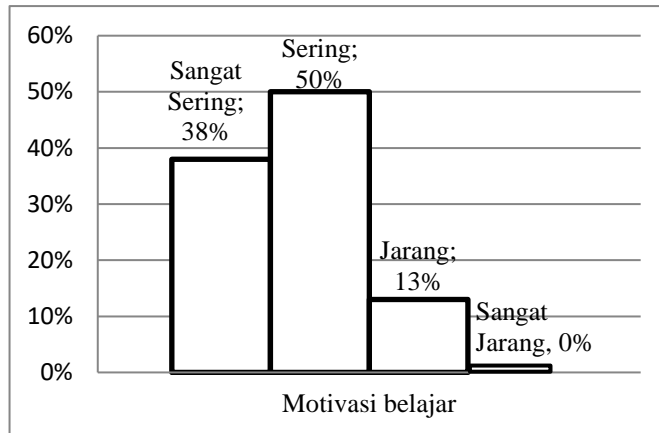 60%
50%
40%
30%
20%
10%
0%
Sangat
Sering;
38%
Sering;
50%
Jarang;
13%
Sangat
Jarang, 0%
Motivasi belajar